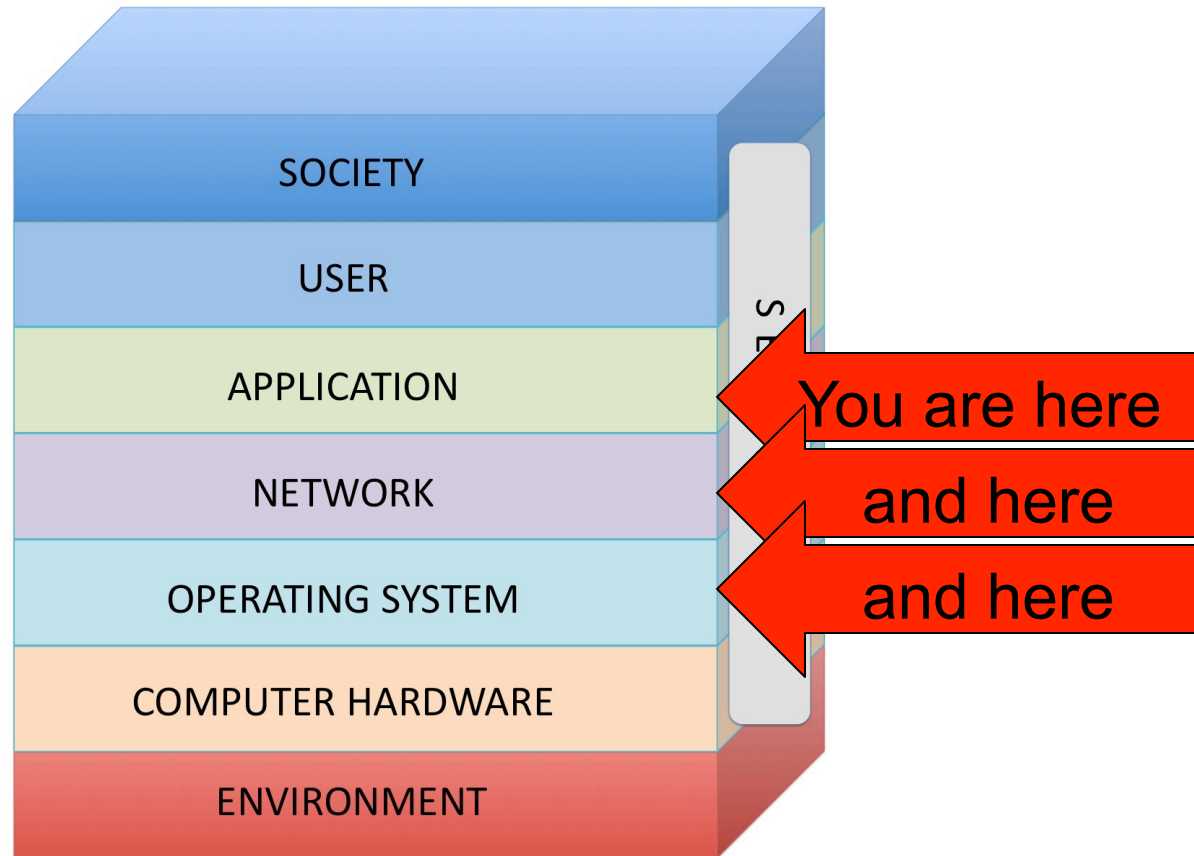 SOCIETY
USER
S E
APPLICATION
You are here
NETWORK
and here
OPERATING SYSTEM
and here
COMPUTER HARDWARE
ENVIRONMENT